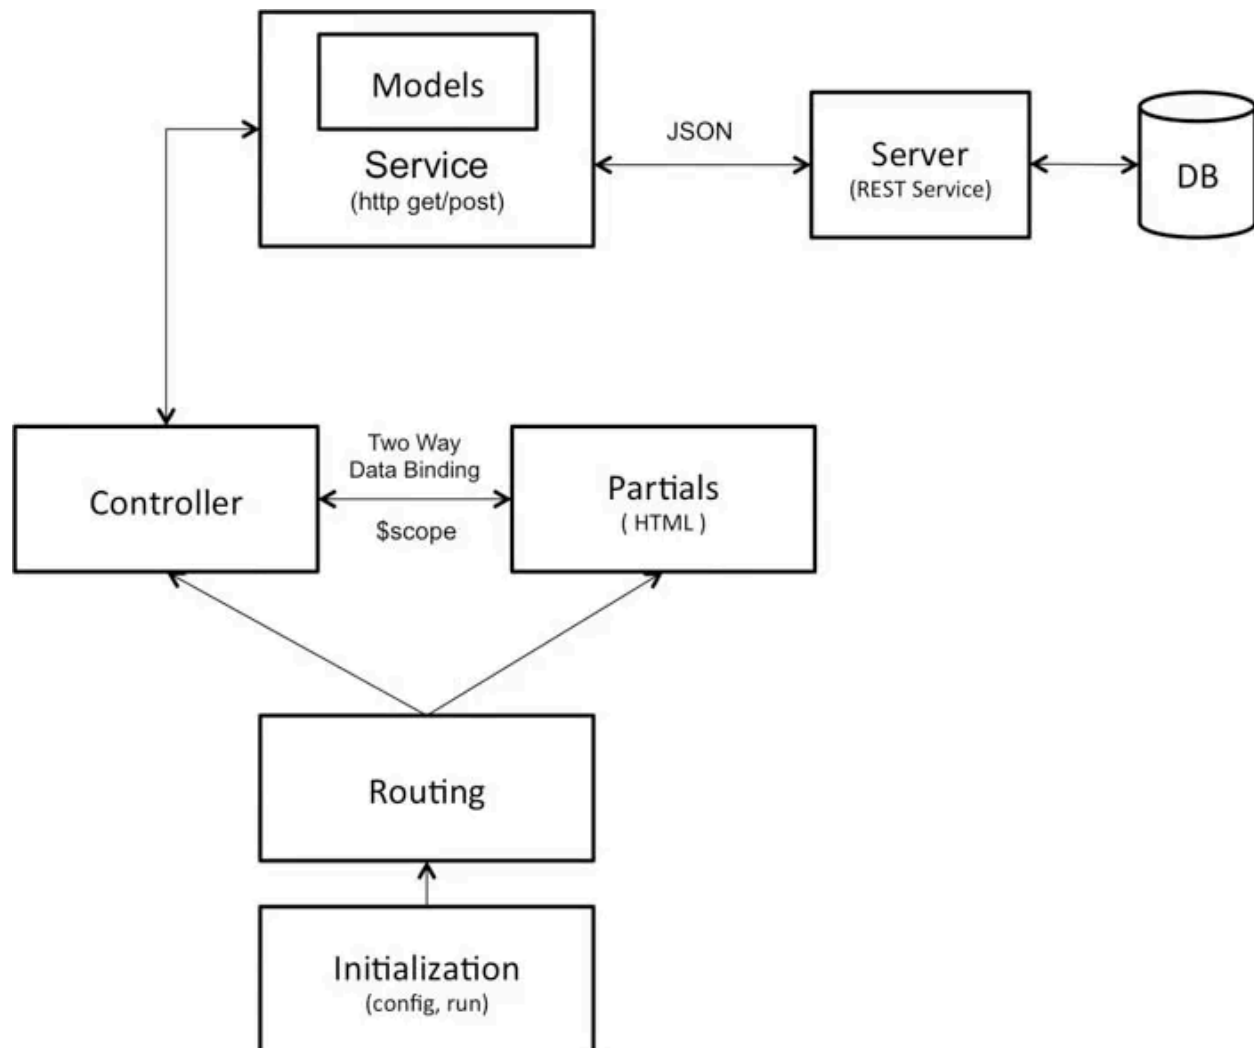 Models
Service
(http get/post)
JSON
Server
(REST Service)
DB
Two Way
Data Binding
$scope
Controller
Partials
( HTML )
Routing
Initialization
(config, run)